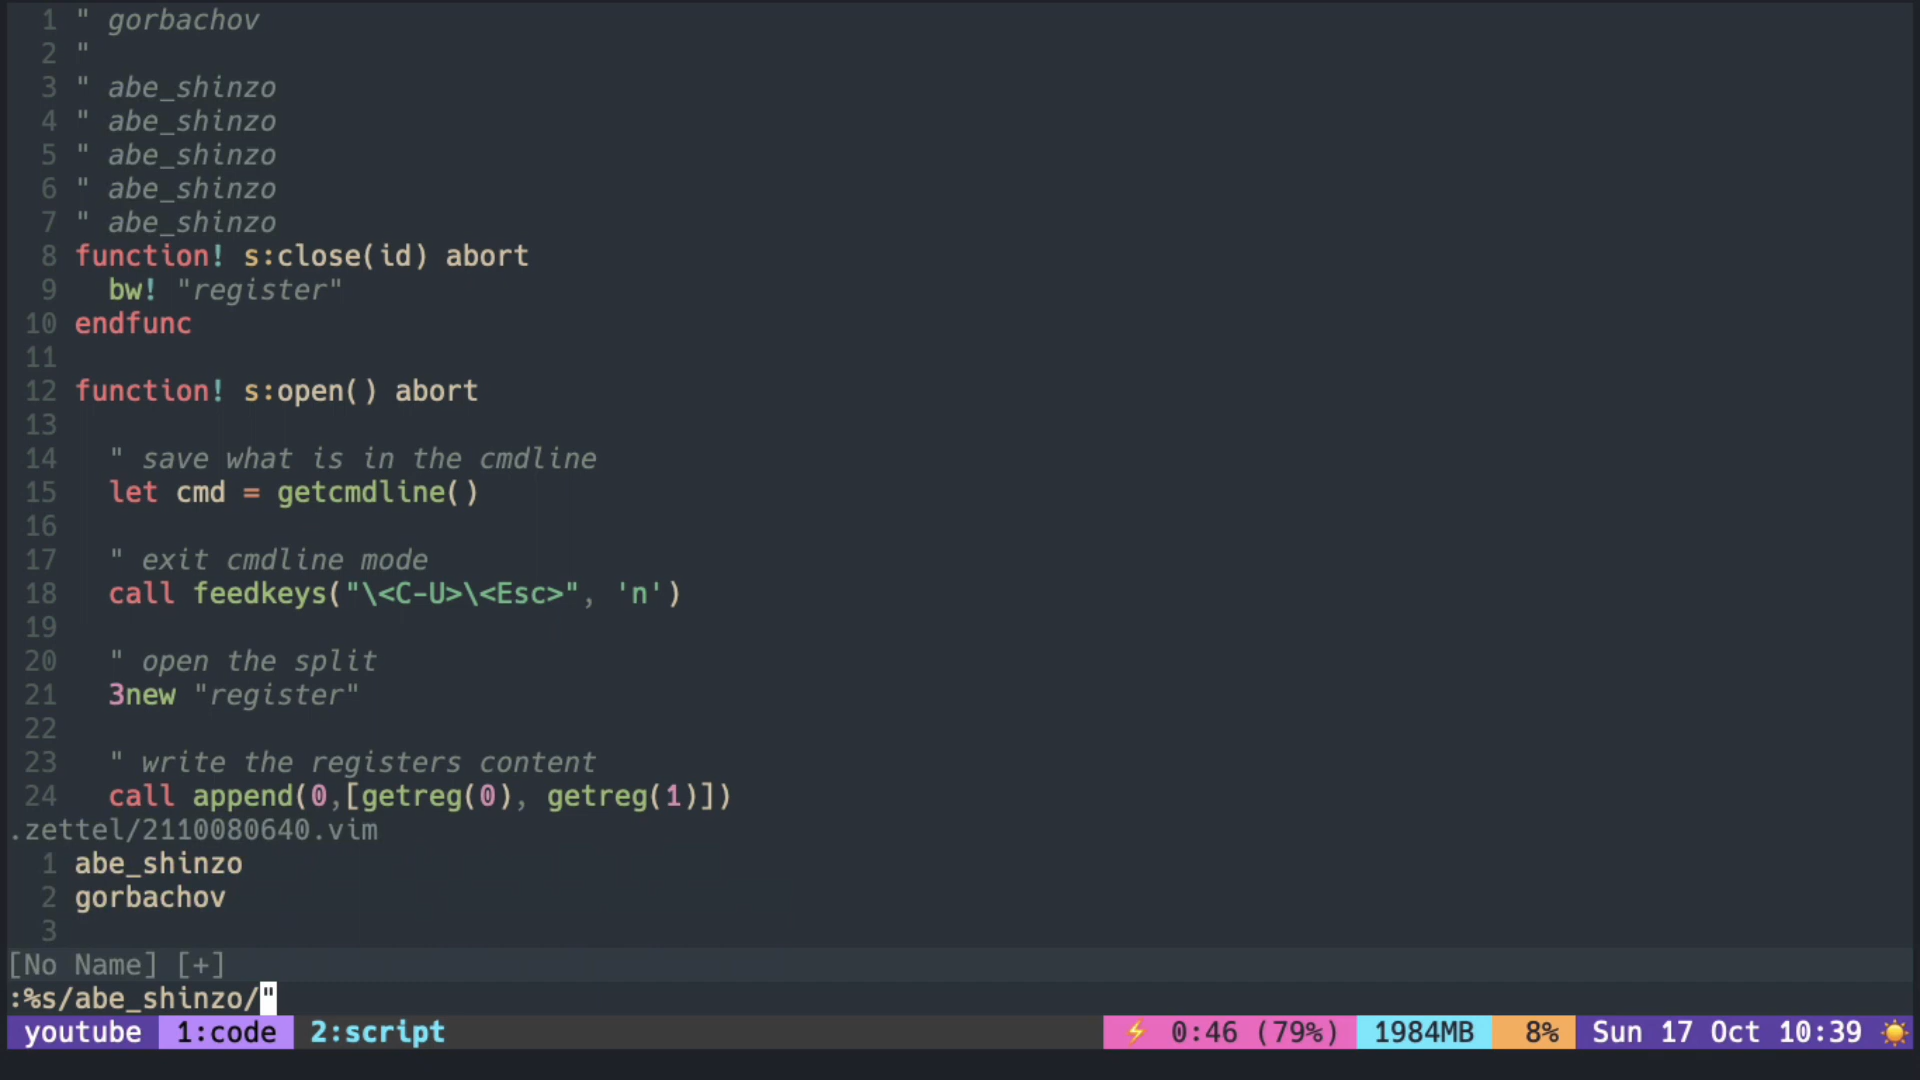 1 " gorbachov
2 "
3 " abe_shinzo
4 " abe_shinzo
5 " abe_shinzo
6 " abe_shinzo
7 " abe_shinzo
8 function! s:close(id) abort
9   bw! "register"
10 endfunc
11
12 function! s:open() abort
13
14   " save what is in the cmdline
15   let cmd = getcmdline()
16
17   " exit cmdline mode
18   call feedkeys("\<C-U>\<Esc>", 'n')
19
20   " open the split
21   3new "register"
22
23   " write the registers content
24   call append(0,[getreg(0), getreg(1)])
.zettel/2110080640.vim
1 abe_shinzo
2 gorbachov
3
[No Name] [+]
:%s/abe_shinzo/"
youtube 1:code 2:script ⚡ 0:46 (79%) 1984MB 8% Sun 17 Oct 10:39 ☀️